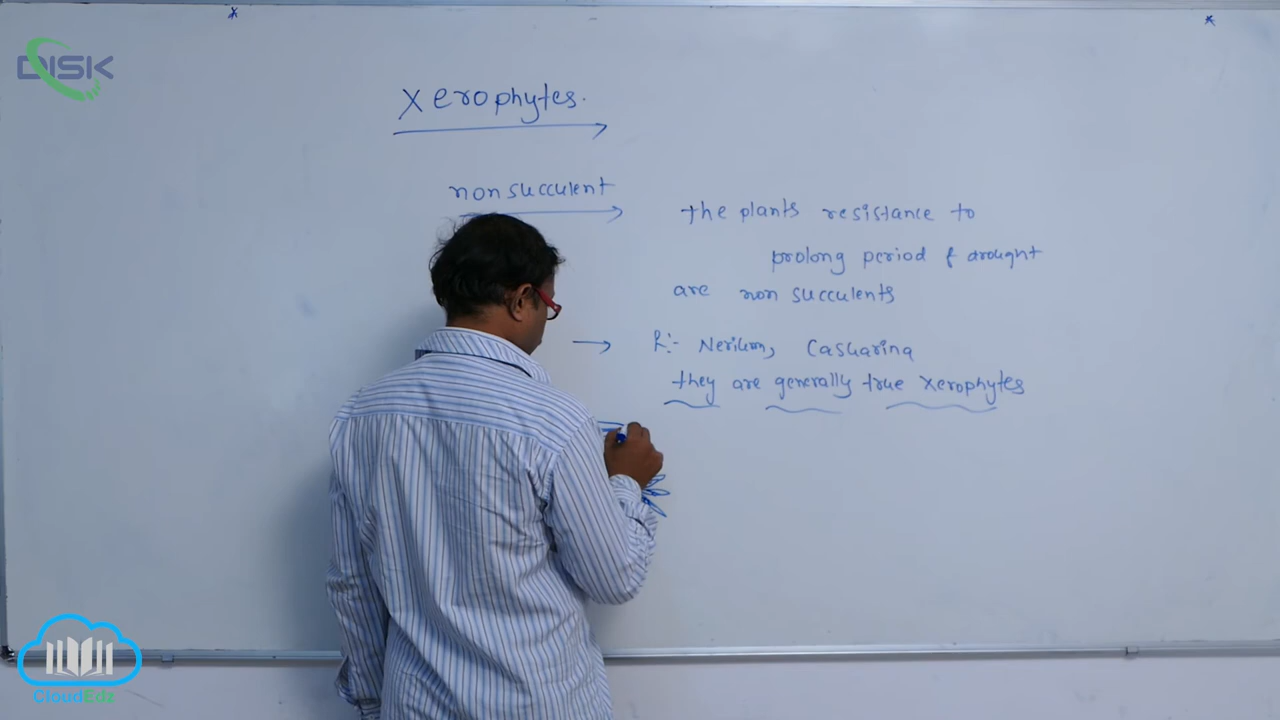 DISK
Xerophytes.
non succulent
the plants resistance to
prolong period & drought
are non succulents
Nerium, Casuarina
they are generally true xerophytes
CloudEdz